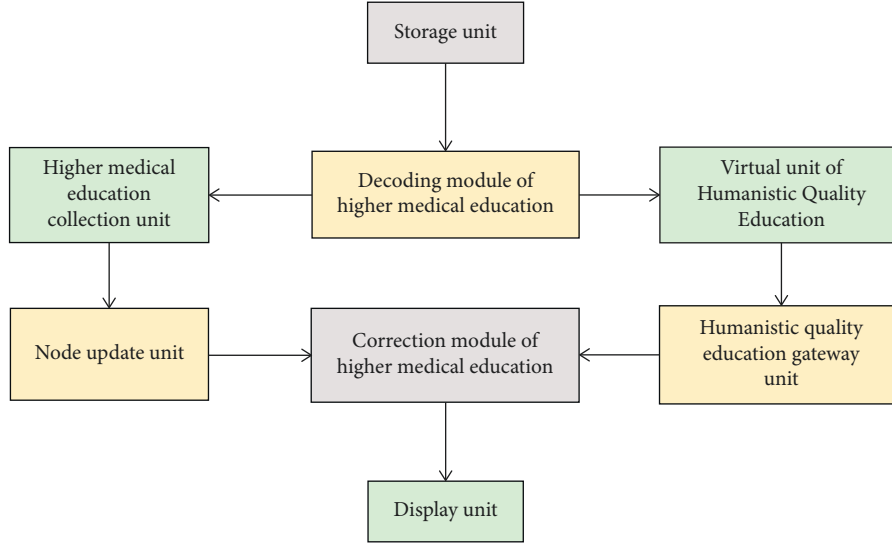 Storage unit
Higher medical
education
collection unit
Decoding module of
higher medical education
Virtual unit of
Humanistic Quality
Education
Node update unit
Correction module of
higher medical education
Humanistic quality
education gateway
unit
Display unit